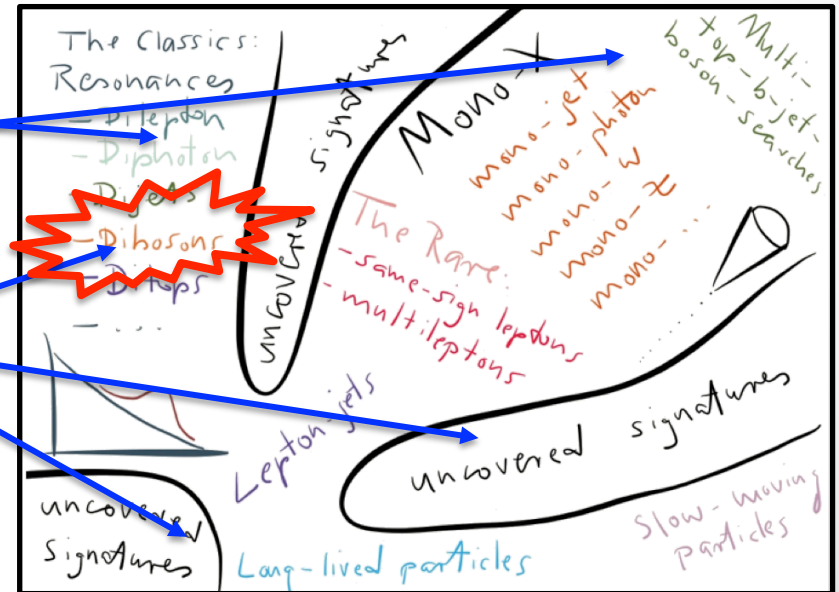 The Classics:
Resonances
- Dilepton
- Diphoton
- Dijets
- Dibosons
- Ditops
- ....
uncovered signatures
Mono-X
mono-jet
mono-photon
mono-W
mono-Z
mono-...
Multi-
top-b-jet-
boson-searches
The Rare:
- same-sign leptons
- multileptons
Lepton-jets
uncovered signatures
uncovered
signatures
Long-lived particles
Slow-moving
particles